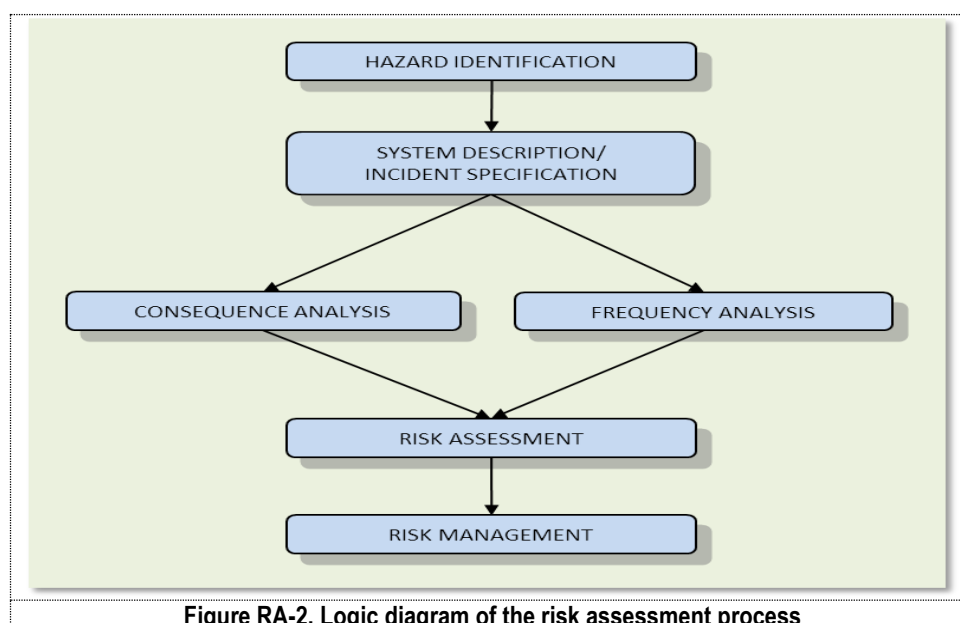 HAZARD IDENTIFICATION
SYSTEM DESCRIPTION/
INCIDENT SPECIFICATION
CONSEQUENCE ANALYSIS
FREQUENCY ANALYSIS
RISK ASSESSMENT
RISK MANAGEMENT
Figure RA-2. Logic diagram of the risk assessment process